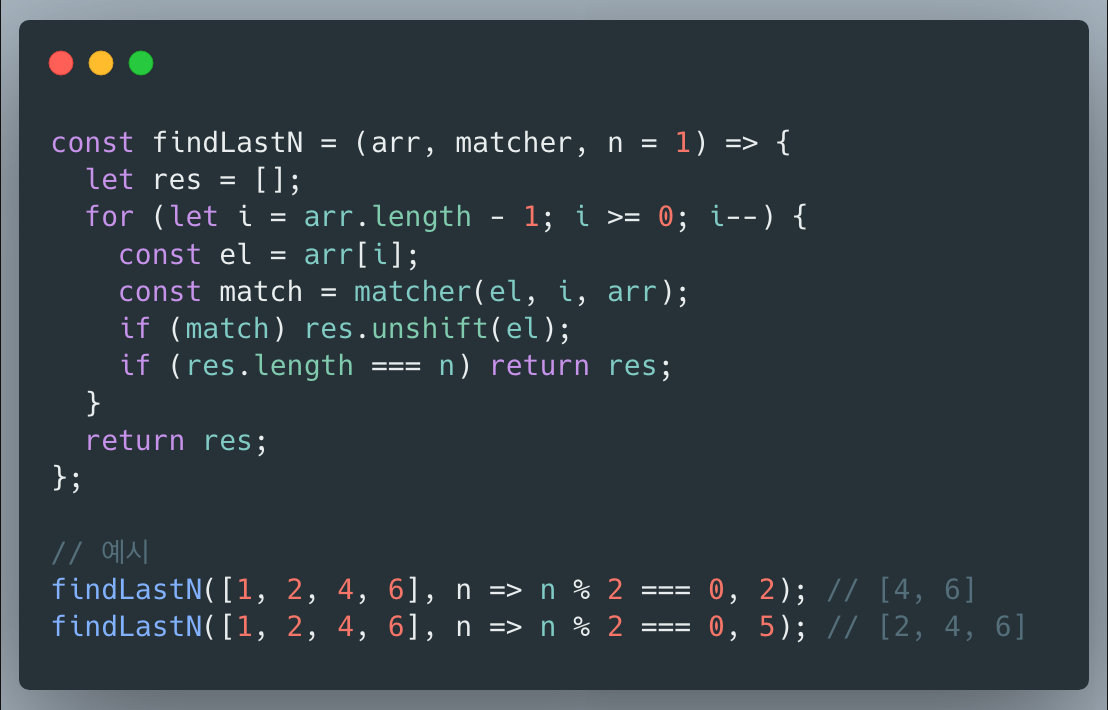 const findLastN = (arr, matcher, n = 1) => {
  let res = [];
  for (let i = arr.length - 1; i >= 0; i--) {
    const el = arr[i];
    const match = matcher(el, i, arr);
    if (match) res.unshift(el);
    if (res.length === n) return res;
  }
  return res;
};

// 예시
findLastN([1, 2, 4, 6], n => n % 2 === 0, 2); // [4, 6]
findLastN([1, 2, 4, 6], n => n % 2 === 0, 5); // [2, 4, 6]